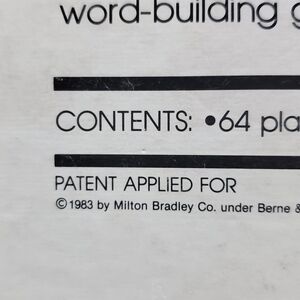 word-building g
CONTENTS: •64 pla
PATENT APPLIED FOR
© 1983 by Milton Bradley Co. under Berne &